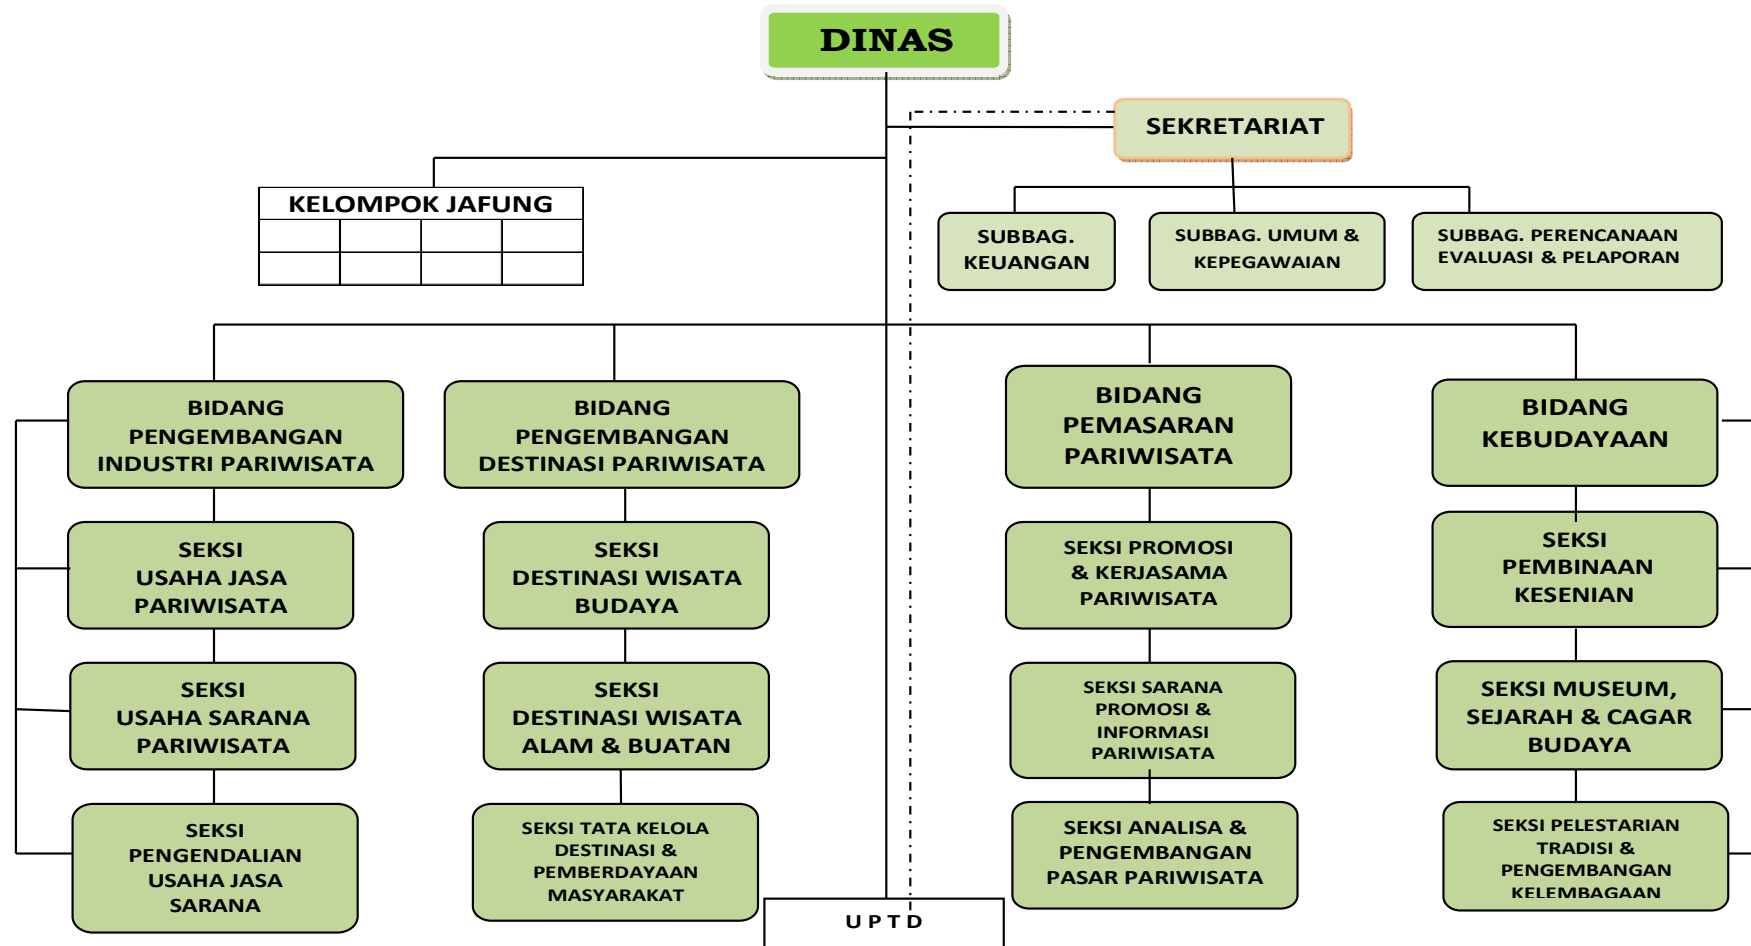 DINAS
SEKRETARIAT
KELOMPOK JAFUNG
SUBBAG.
KEUANGAN
SUBBAG. UMUM &
KEPEGAWAIAN
SUBBAG. PERENCANAAN
EVALUASI & PELAPORAN
BIDANG
PENGEMBANGAN
INDUSTRI PARIWISATA
BIDANG
PENGEMBANGAN
DESTINASI PARIWISATA
BIDANG
PEMASARAN
PARIWISATA
BIDANG
KEBUDAYAAN
SEKSI
USAHA JASA
PARIWISATA
SEKSI
DESTINASI WISATA
BUDAYA
SEKSI PROMOSI
& KERJASAMA
PARIWISATA
SEKSI
PEMBINAAN
KESENIAN
SEKSI
USAHA SARANA
PARIWISATA
SEKSI
DESTINASI WISATA
ALAM & BUATAN
SEKSI SARANA
PROMOSI &
INFORMASI
PARIWISATA
SEKSI MUSEUM,
SEJARAH & CAGAR
BUDAYA
SEKSI
PENGENDALIAN
USAHA JASA
SARANA
SEKSI TATA KELOLA
DESTINASI &
PEMBERDAYAAN
MASYARAKAT
SEKSI ANALISA &
PENGEMBANGAN
PASAR PARIWISATA
SEKSI PELESTARIAN
TRADISI &
PENGEMBANGAN
KELEMBAGAAN
U P T D